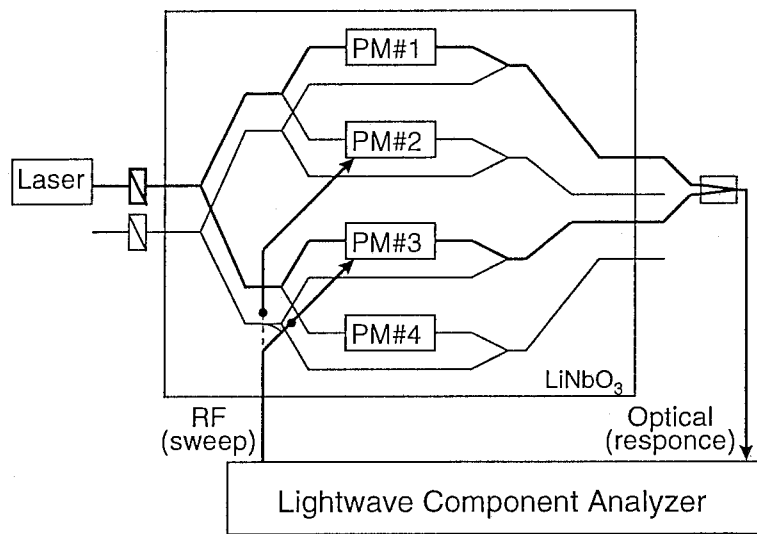 PM#1
PM#2
Laser
PM#3
PM#4
LiNbO3
RF
(sweep)
Optical
(responce)
Lightwave Component Analyzer